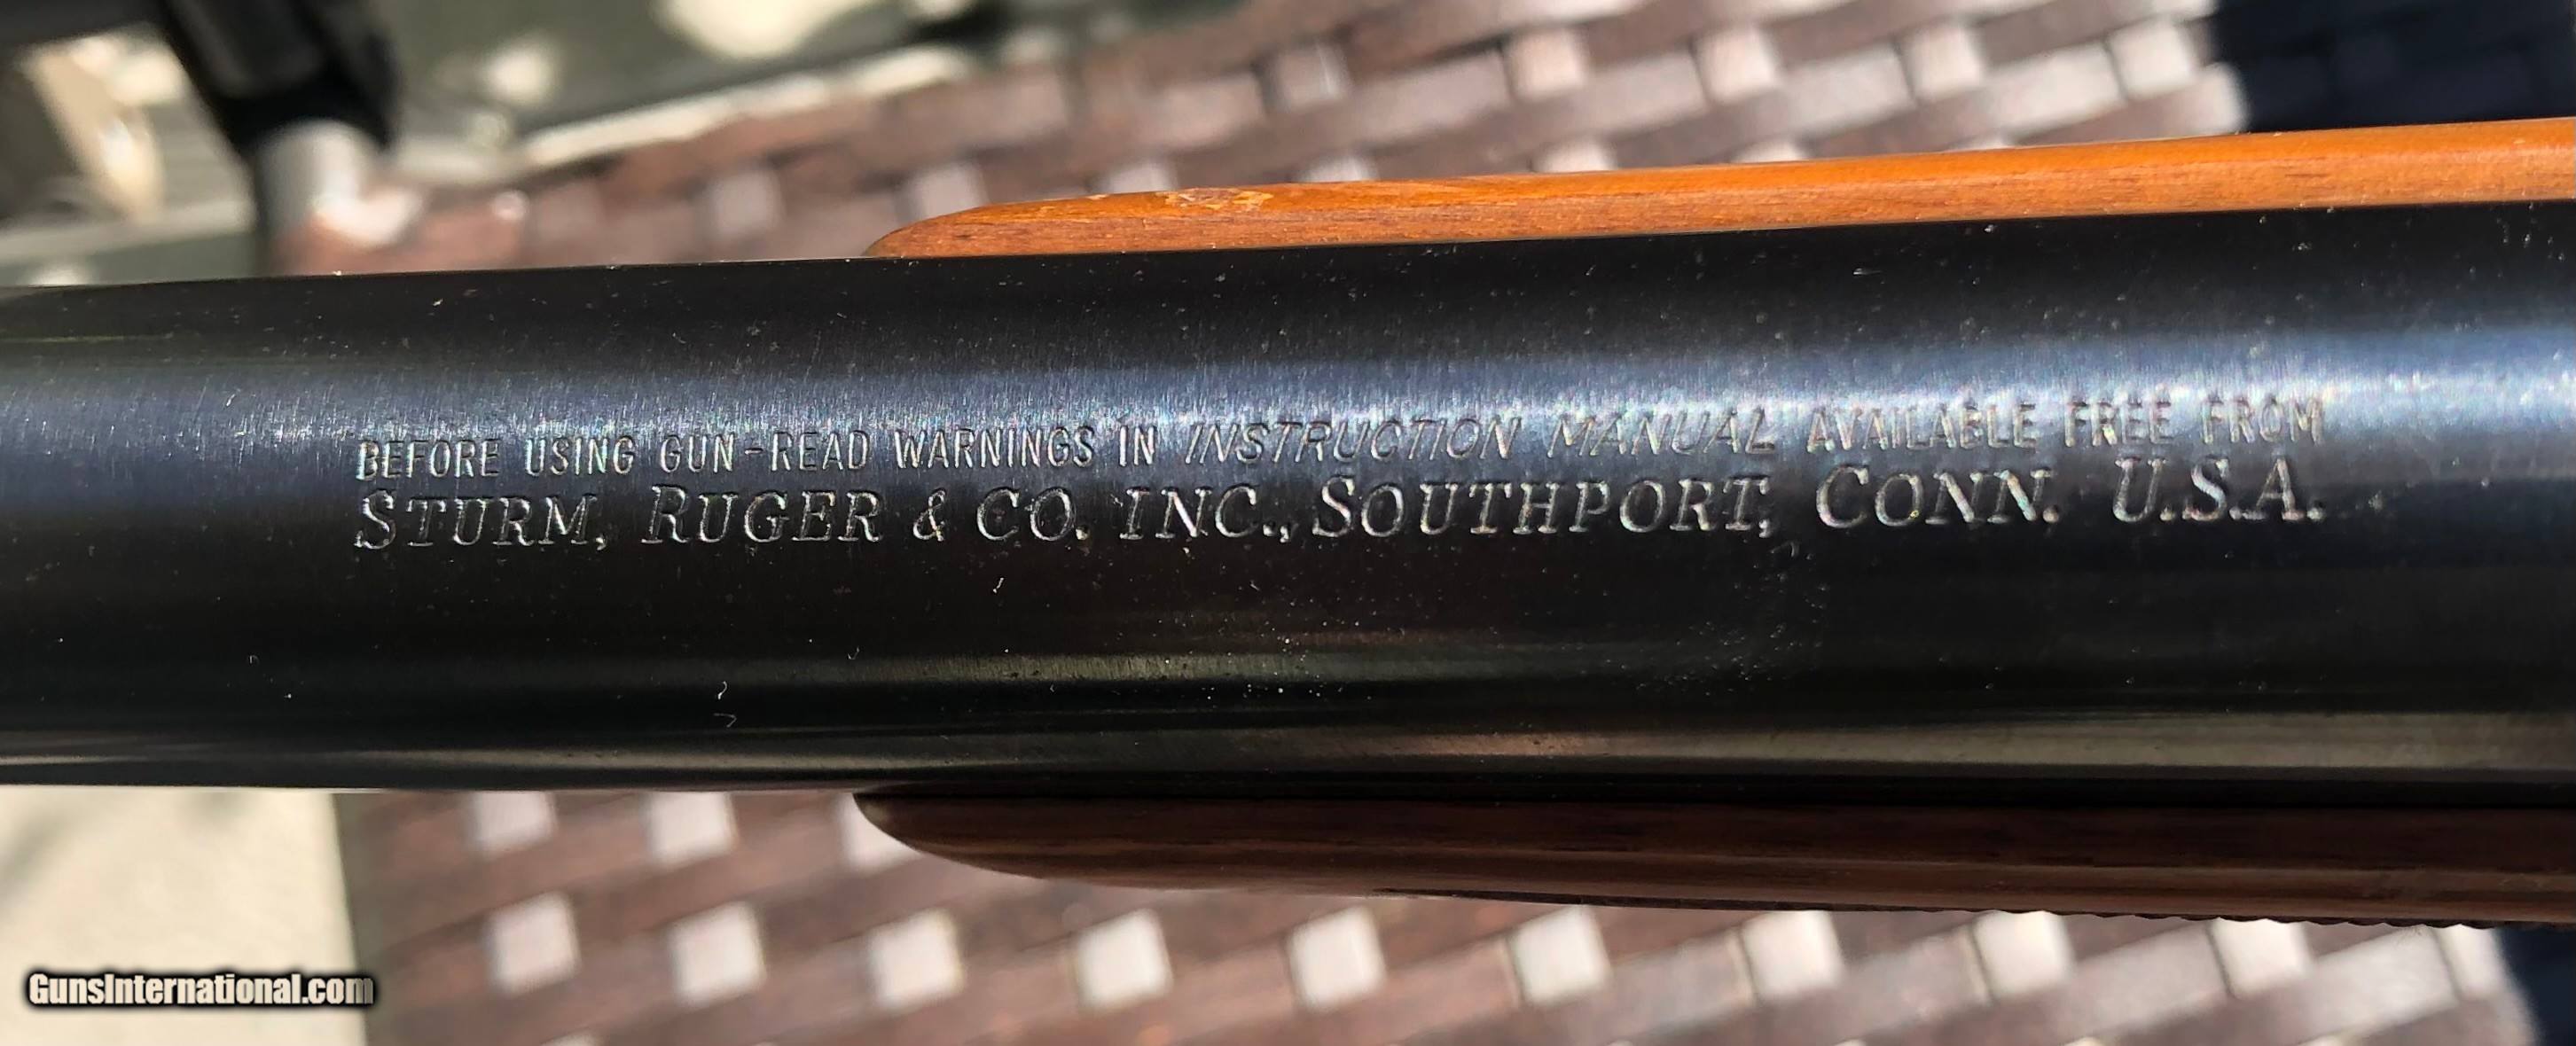 BEFORE USING GUN-READ WARNINGS IN INSTRUCTION MANUAL AVAILABLE FREE FROM
STURM, RUGER & CO. INC., SOUTHPORT, CONN. U.S.A.
GunsInternational.com